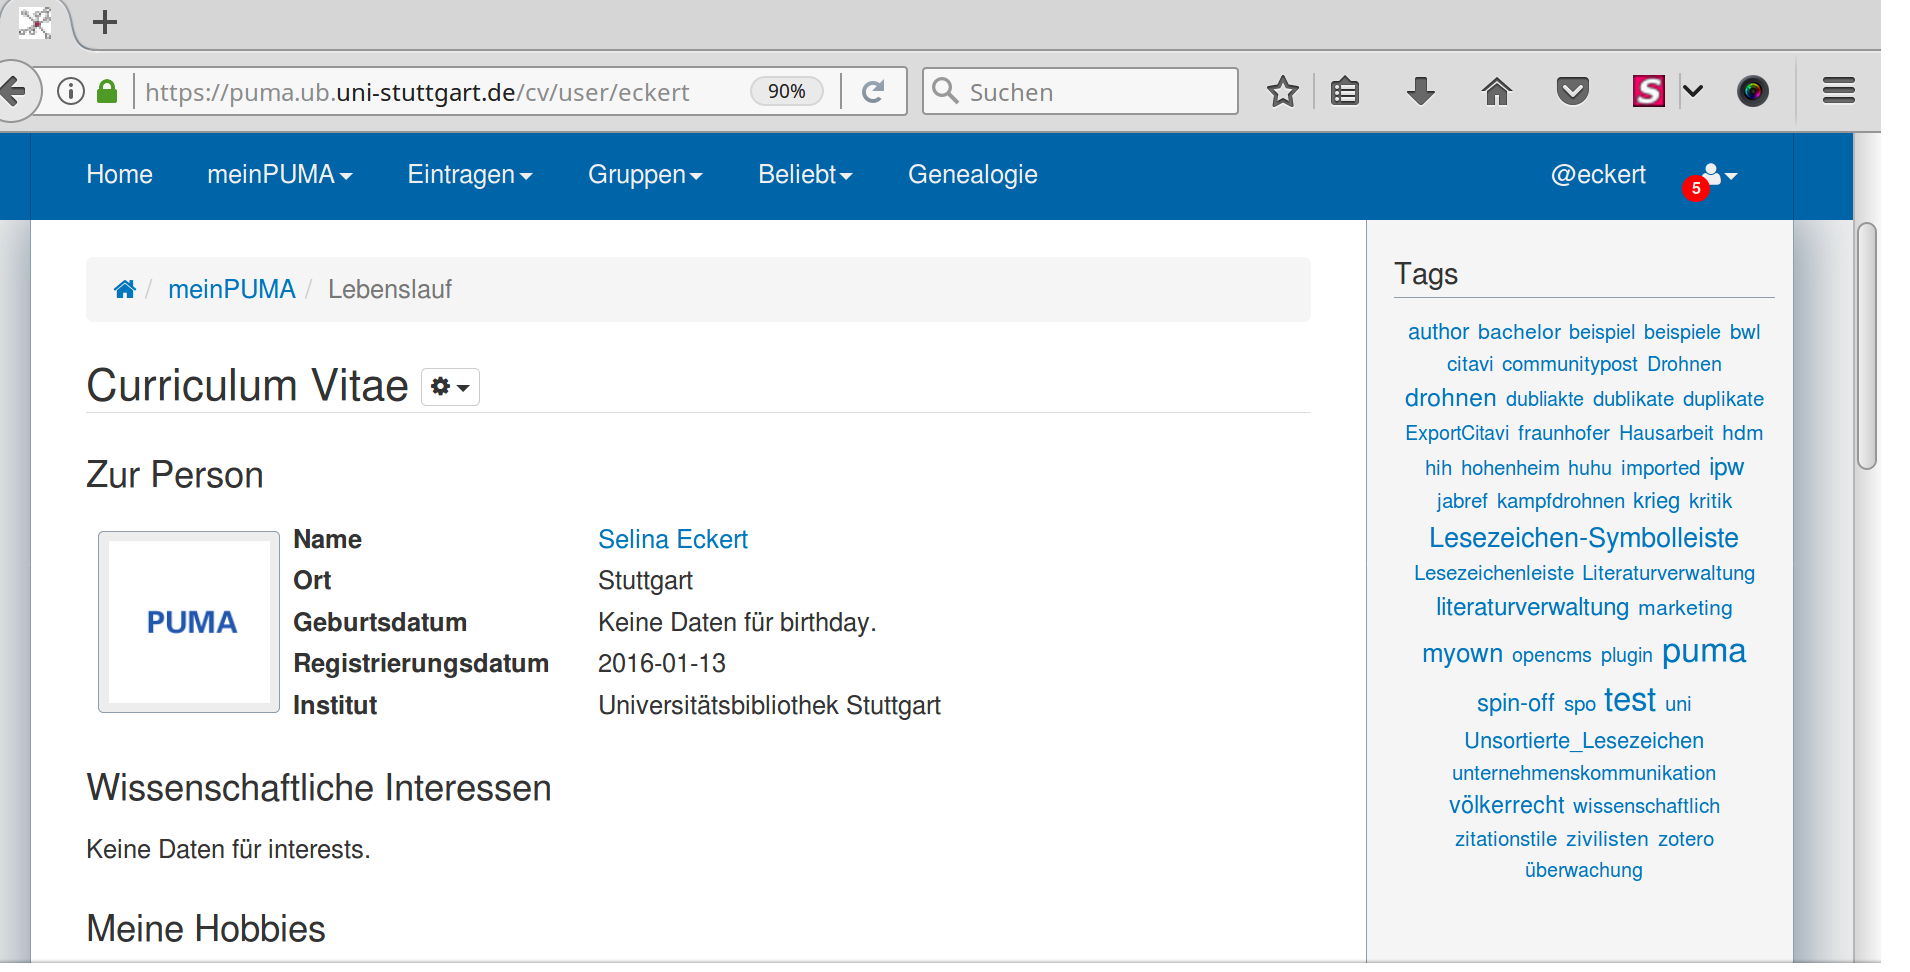 https://puma.ub.uni-stuttgart.de/cv/user/eckert 90% Suchen S
Home meinPUMA Eintragen Gruppen Beliebt Genealogie @eckert 5
/ meinPUMA / Lebenslauf
Curriculum Vitae
Zur Person
PUMA
Name Selina Eckert
Ort Stuttgart
Geburtsdatum Keine Daten für birthday.
Registrierungsdatum 2016-01-13
Institut Universitätsbibliothek Stuttgart
Wissenschaftliche Interessen
Keine Daten für interests.
Meine Hobbies
Tags
author bachelor beispiel beispiele bwl
citavi communitypost Drohnen
drohnen dubliakte dublikate duplikate
ExportCitavi fraunhofer Hausarbeit hdm
hih hohenheim huhu imported ipw
jabref kampfdrohnen krieg kritik
Lesezeichen-Symbolleiste
Lesezeichenleiste Literaturverwaltung
literaturverwaltung marketing
myown opencms plugin puma
spin-off spo test uni
Unsortierte_Lesezeichen
unternehmenskommunikation
völkerrecht wissenschaftlich
zitationstile zivilisten zotero
überwachung